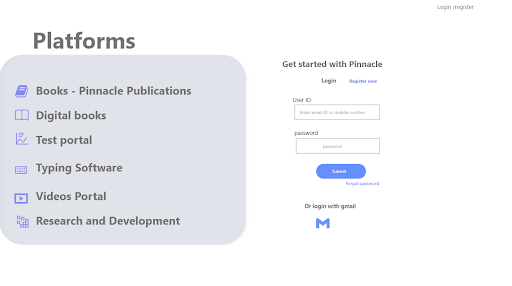 Login /register
Platforms
Books - Pinnacle Publications
Digital books
Test portal
Typing Software
Videos Portal
Research and Development
Get started with Pinnacle
Login
Register now
User ID
Enter email ID or mobile number
password
password
Submit
Forgot password
Or login with gmail